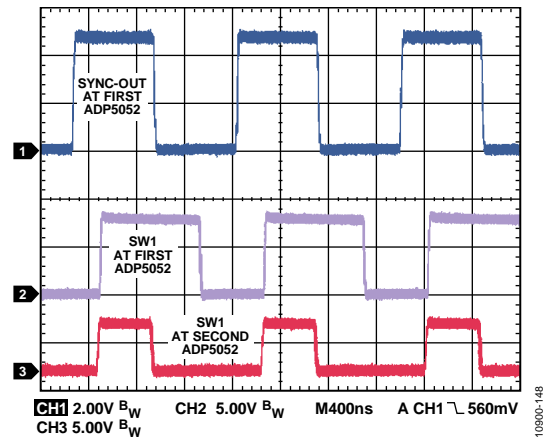 SYNC-OUT
AT FIRST
ADP5052
1
SW1
AT FIRST
ADP5052
2
SW1
AT SECOND
ADP5052
3
CH1 2.00V BW CH2 5.00V BW M400ns A CH1 ⁓ 560mV
CH3 5.00V BW
10900-148